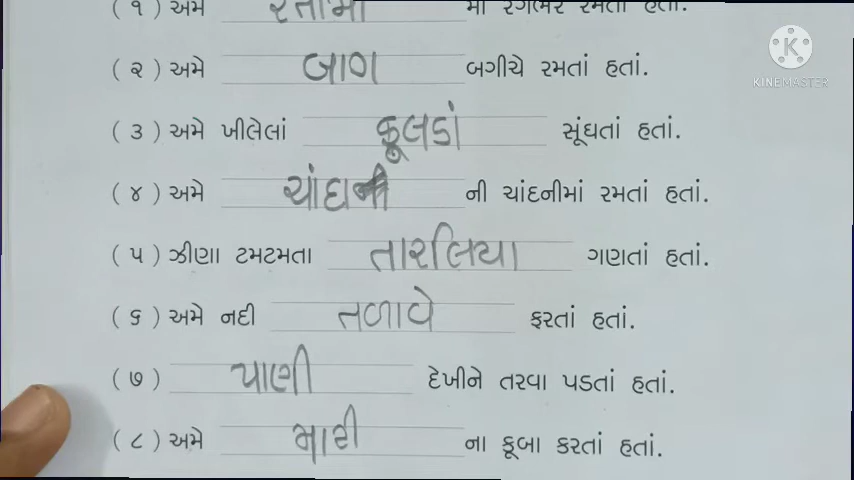 (૧) અમે રતામાં માં રંગભર રમતાં હતાં.
(૨) અમે બાગ બગીચે રમતાં હતાં.
(૩) અમે ખીલેલાં ફૂલડાં સૂંઘતાં હતાં.
(૪) અમે ચાંદા ની ચાંદનીમાં રમતાં હતાં.
(૫) ઝીણા ટમટમતા તારલિયા ગણતાં હતાં.
(૬) અમે નદી તળાવે ફરતાં હતાં.
(૭) પાણી દેખીને તરવા પડતાં હતાં.
(૮) અમે માટી ના કૂબા કરતાં હતાં.
KINEMASTER